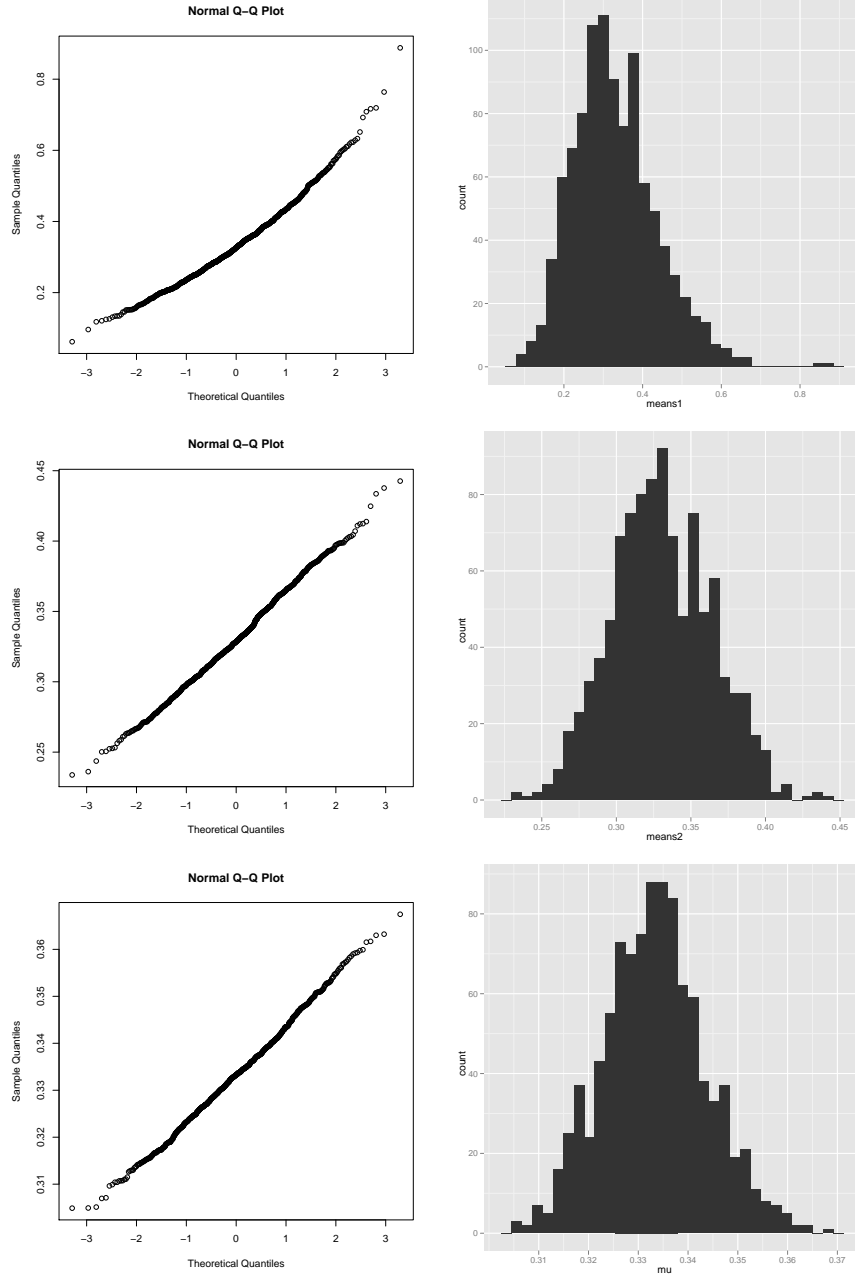 Normal Q−Q Plot
Sample Quantiles
0.8
0.6
0.4
0.2
−3 −2 −1 0 1 2 3
Theoretical Quantiles
count
100
80
60
40
20
0
0.2 0.4 0.6 0.8
means1
Normal Q−Q Plot
Sample Quantiles
0.45
0.40
0.35
0.30
0.25
−3 −2 −1 0 1 2 3
Theoretical Quantiles
count
80
60
40
20
0
0.25 0.30 0.35 0.40 0.45
means2
Normal Q−Q Plot
Sample Quantiles
0.36
0.35
0.34
0.33
0.32
0.31
−3 −2 −1 0 1 2 3
Theoretical Quantiles
count
80
60
40
20
0
0.31 0.32 0.33 0.34 0.35 0.36 0.37
mu